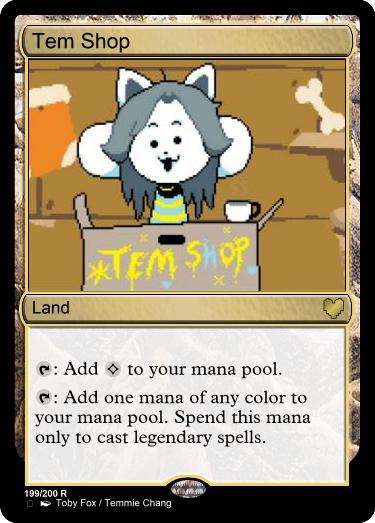 Tem Shop
*TEM SHOP
Land
: Add to your mana pool.
: Add one mana of any color to
your mana pool. Spend this mana
only to cast legendary spells.
199/200 R
Toby Fox / Temmie Chang